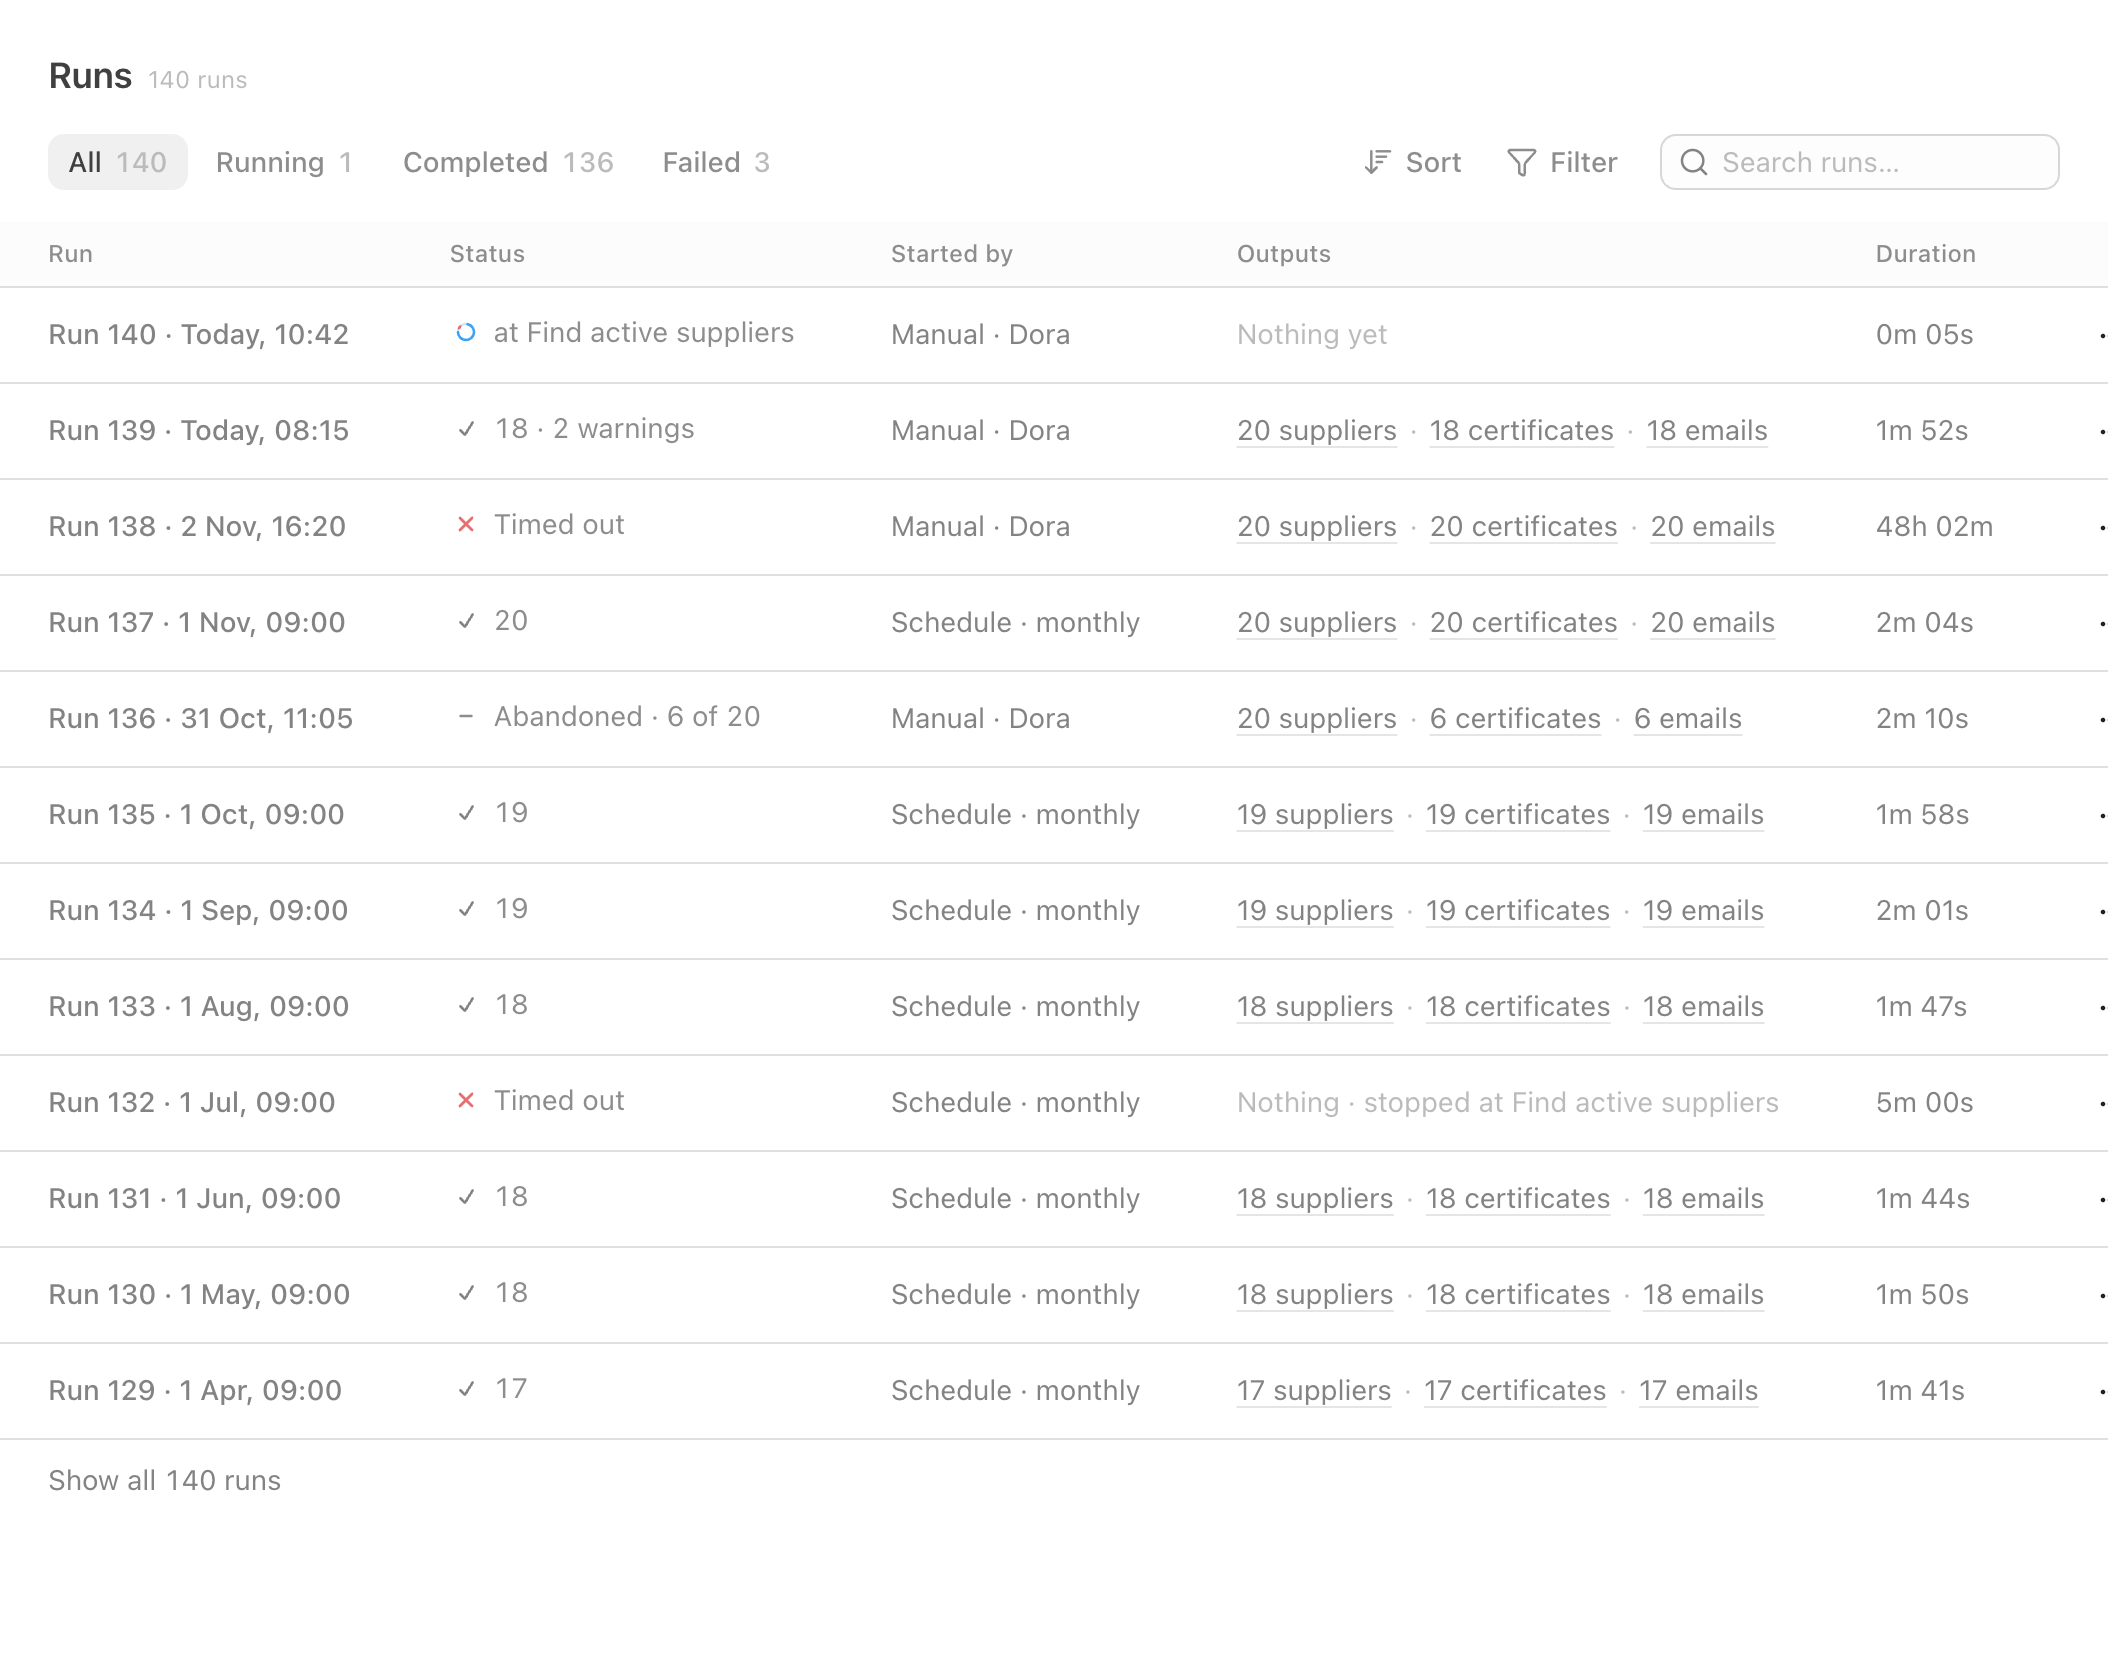 Runs 140 runs
All 140 Running 1 Completed 136 Failed 3 Sort Filter Search runs...
Run Status Started by Outputs Duration
Run 140 · Today, 10:42 at Find active suppliers Manual · Dora Nothing yet 0m 05s
Run 139 · Today, 08:15 ✓ 18 · 2 warnings Manual · Dora 20 suppliers · 18 certificates · 18 emails 1m 52s
Run 138 · 2 Nov, 16:20 × Timed out Manual · Dora 20 suppliers · 20 certificates · 20 emails 48h 02m
Run 137 · 1 Nov, 09:00 ✓ 20 Schedule · monthly 20 suppliers · 20 certificates · 20 emails 2m 04s
Run 136 · 31 Oct, 11:05 – Abandoned · 6 of 20 Manual · Dora 20 suppliers · 6 certificates · 6 emails 2m 10s
Run 135 · 1 Oct, 09:00 ✓ 19 Schedule · monthly 19 suppliers · 19 certificates · 19 emails 1m 58s
Run 134 · 1 Sep, 09:00 ✓ 19 Schedule · monthly 19 suppliers · 19 certificates · 19 emails 2m 01s
Run 133 · 1 Aug, 09:00 ✓ 18 Schedule · monthly 18 suppliers · 18 certificates · 18 emails 1m 47s
Run 132 · 1 Jul, 09:00 × Timed out Schedule · monthly Nothing · stopped at Find active suppliers 5m 00s
Run 131 · 1 Jun, 09:00 ✓ 18 Schedule · monthly 18 suppliers · 18 certificates · 18 emails 1m 44s
Run 130 · 1 May, 09:00 ✓ 18 Schedule · monthly 18 suppliers · 18 certificates · 18 emails 1m 50s
Run 129 · 1 Apr, 09:00 ✓ 17 Schedule · monthly 17 suppliers · 17 certificates · 17 emails 1m 41s
Show all 140 runs